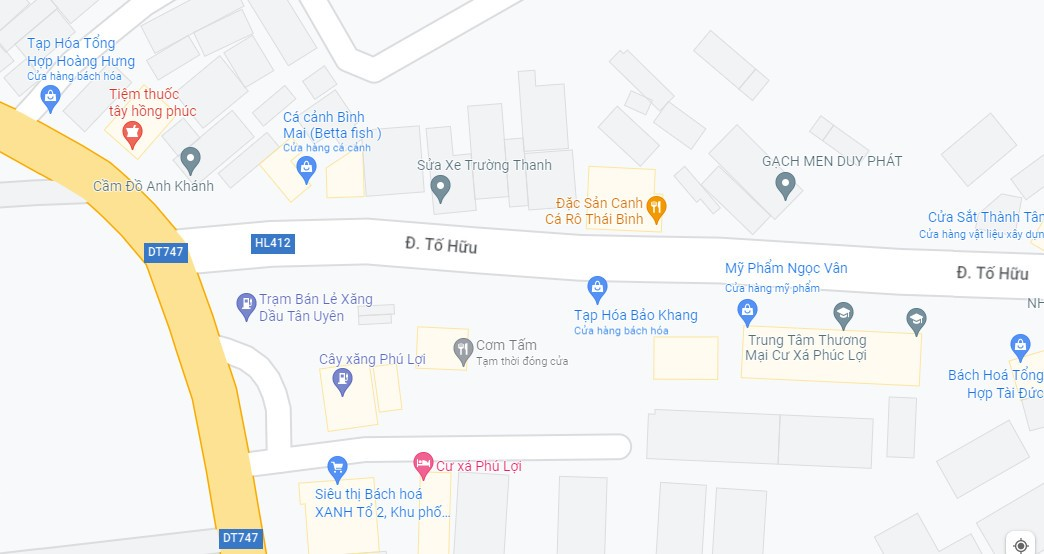 Tạp Hóa Tổng
Hợp Hoàng Hưng
Cửa hàng bách hóa
Tiệm thuốc
tây hồng phúc
Cá cảnh Bình
Mai (Betta fish )
Cửa hàng cá cảnh
Cầm Đồ Anh Khánh
Sửa Xe Trường Thanh
GẠCH MEN DUY PHÁT
Đặc Sản Canh
Cá Rô Thái Bình
Cửa Sắt Thành Tâm
Cửa hàng vật liệu xây dựng
DT747
HL412
Đ. Tố Hữu
Đ. Tố Hữu
Mỹ Phẩm Ngọc Vân
Cửa hàng mỹ phẩm
Trạm Bán Lẻ Xăng
Dầu Tân Uyên
Tạp Hóa Bảo Khang
Cửa hàng bách hóa
NH
Trung Tâm Thương
Mại Cư Xá Phúc Lợi
Cơm Tấm
Tạm thời đóng cửa
Cây xăng Phú Lợi
Bách Hoá Tổng
Hợp Tài Đức
Cư xá Phú Lợi
Siêu thị Bách hoá
XANH Tổ 2, Khu phố...
DT747